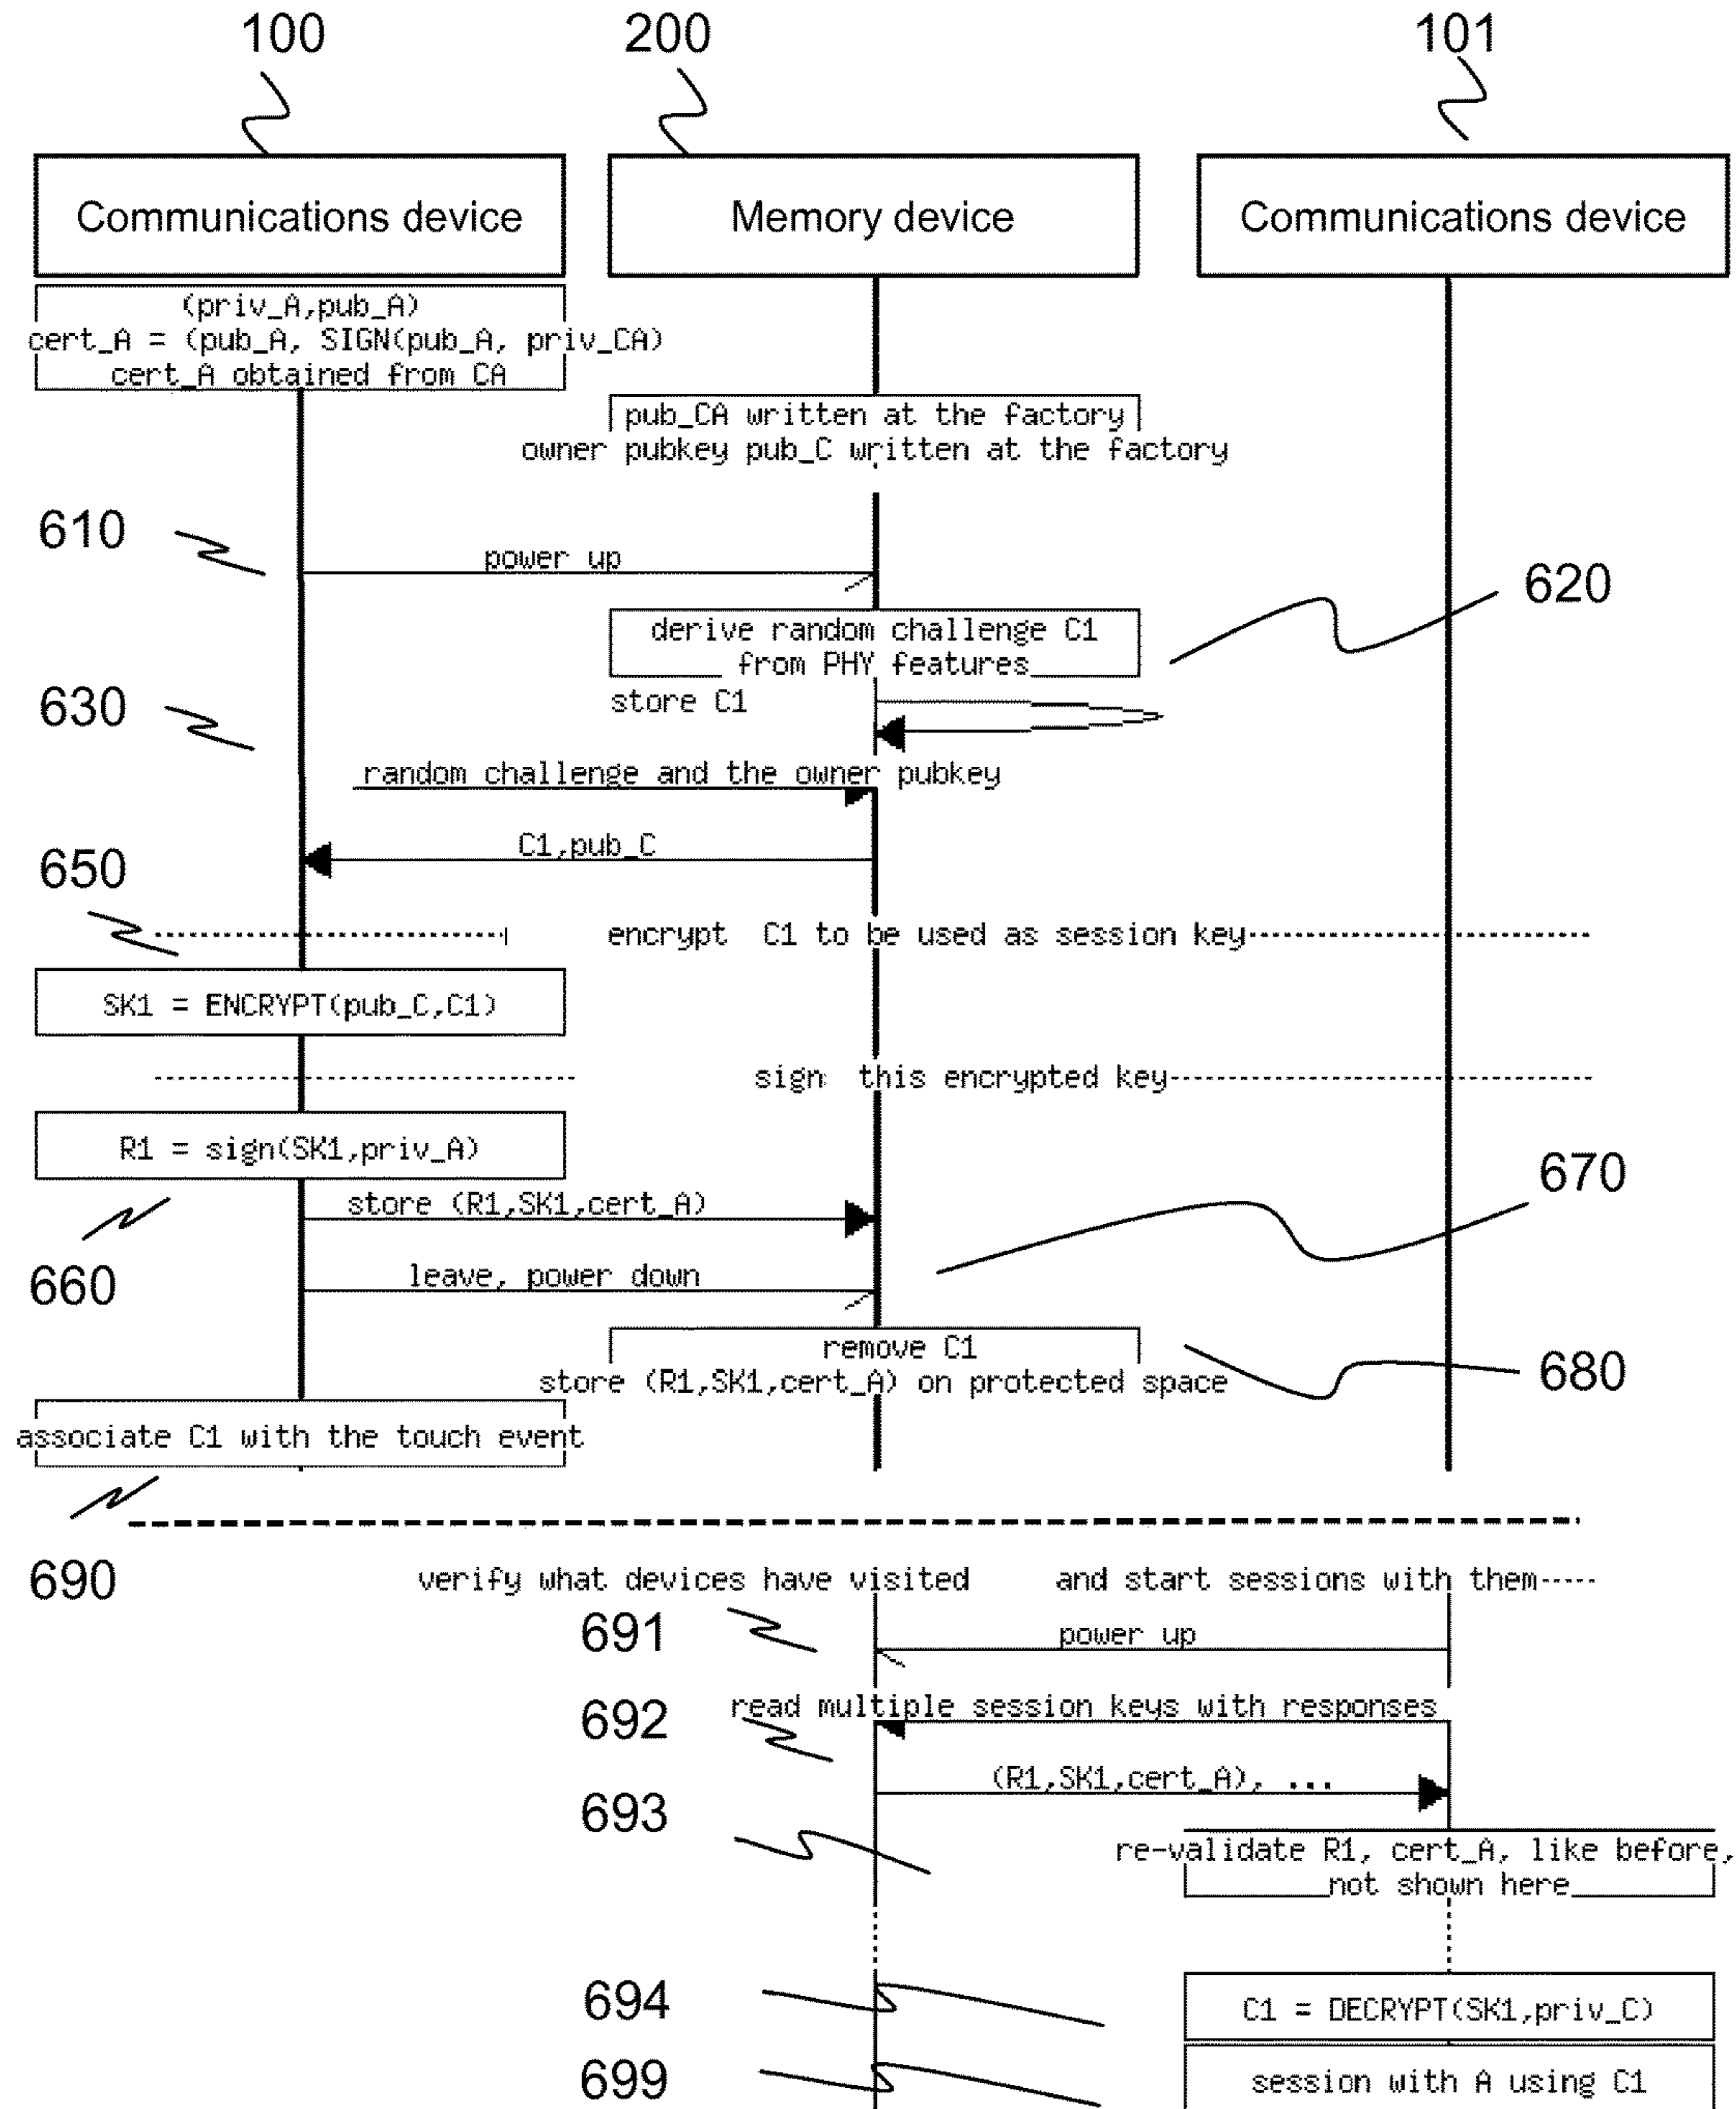 100
200
101
Communications device
Memory device
Communications device
(priv_A,pub_A)
cert_A = (pub_A, SIGN(pub_A, priv_CA)
cert_A obtained from CA
pub_CA written at the factory
owner pubkey pub_C written at the factory
610
power up
620
derive random challenge C1
from PHY features
630
store C1
random challenge and the owner pubkey
C1,pub_C
650
encrypt C1 to be used as session key
SK1 = ENCRYPT(pub_C,C1)
sign this encrypted key
R1 = sign(SK1,priv_A)
670
store (R1,SK1,cert_A)
660
leave, power down
remove C1
store (R1,SK1,cert_A) on protected space
680
associate C1 with the touch event
690
verify what devices have visited and start sessions with them
691
power up
692
read multiple session keys with responses
(R1,SK1,cert_A), ...
693
re-validate R1, cert_A, like before,
not shown here
694
C1 = DECRYPT(SK1,priv_C)
699
session with A using C1